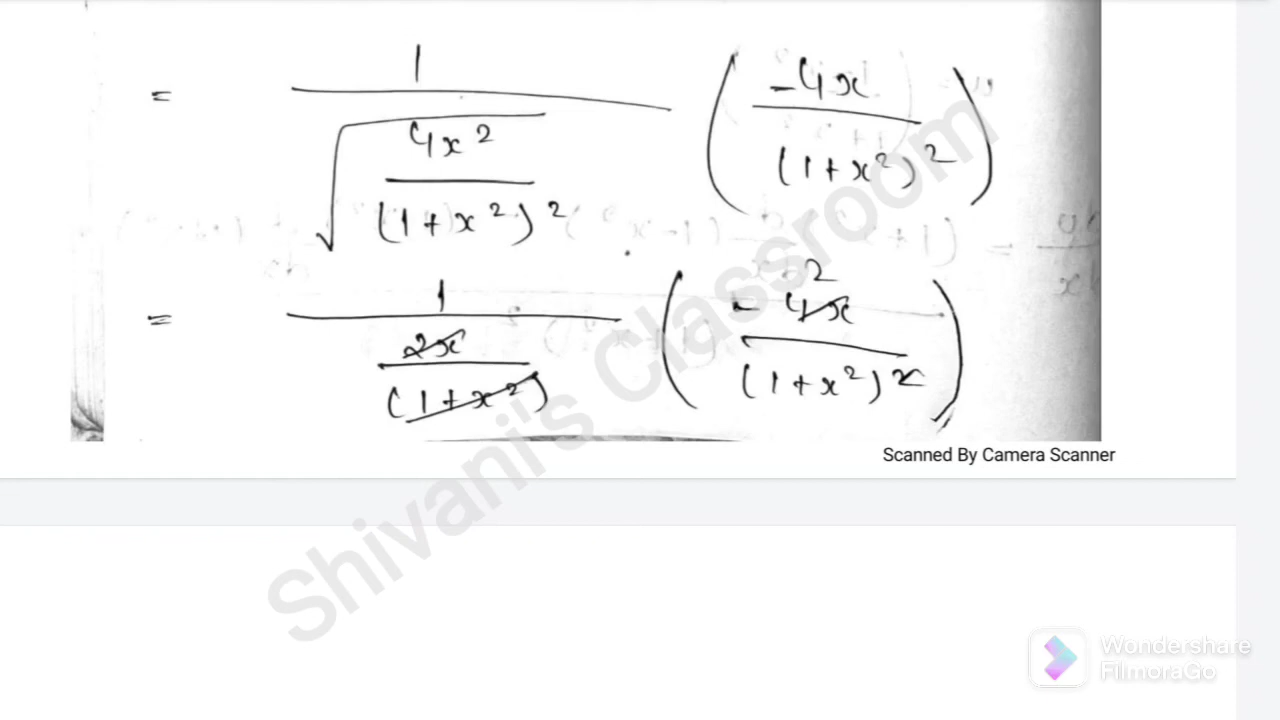 = 1 / √(4x² / (1+x²)²) (-4x / (1+x²)²)
= 1 / (2x / (1+x²)) (-4x 2 / (1+x²)²)
Scanned By Camera Scanner
Shivani's Classroom
Wondershare
FilmoraGo